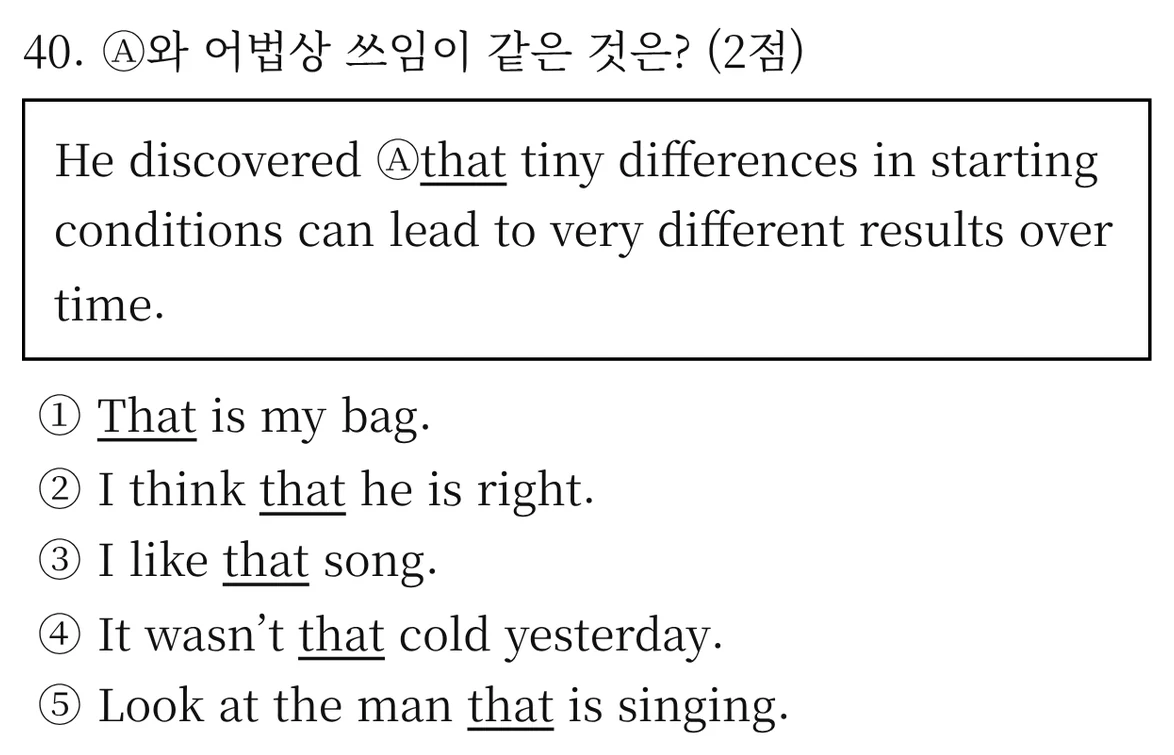 40. Ⓐ와 어법상 쓰임이 같은 것은? (2점)
He discovered Ⓐthat tiny differences in starting
conditions can lead to very different results over
time.
① That is my bag.
② I think that he is right.
③ I like that song.
④ It wasn’t that cold yesterday.
⑤ Look at the man that is singing.